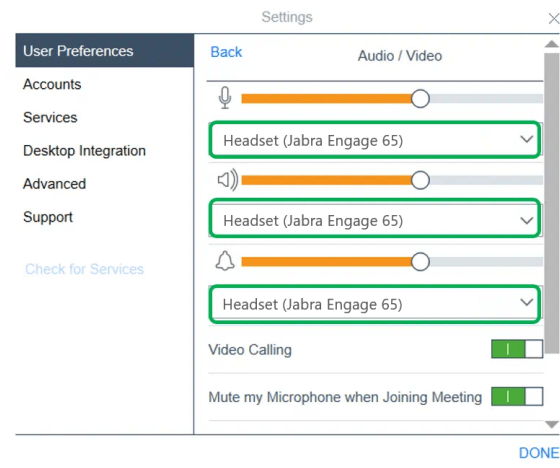 Settings
User Preferences
Accounts
Services
Desktop Integration
Advanced
Support
Check for Services
Back
Audio / Video
Headset (Jabra Engage 65)
Headset (Jabra Engage 65)
Headset (Jabra Engage 65)
Video Calling
Mute my Microphone when Joining Meeting
DONE